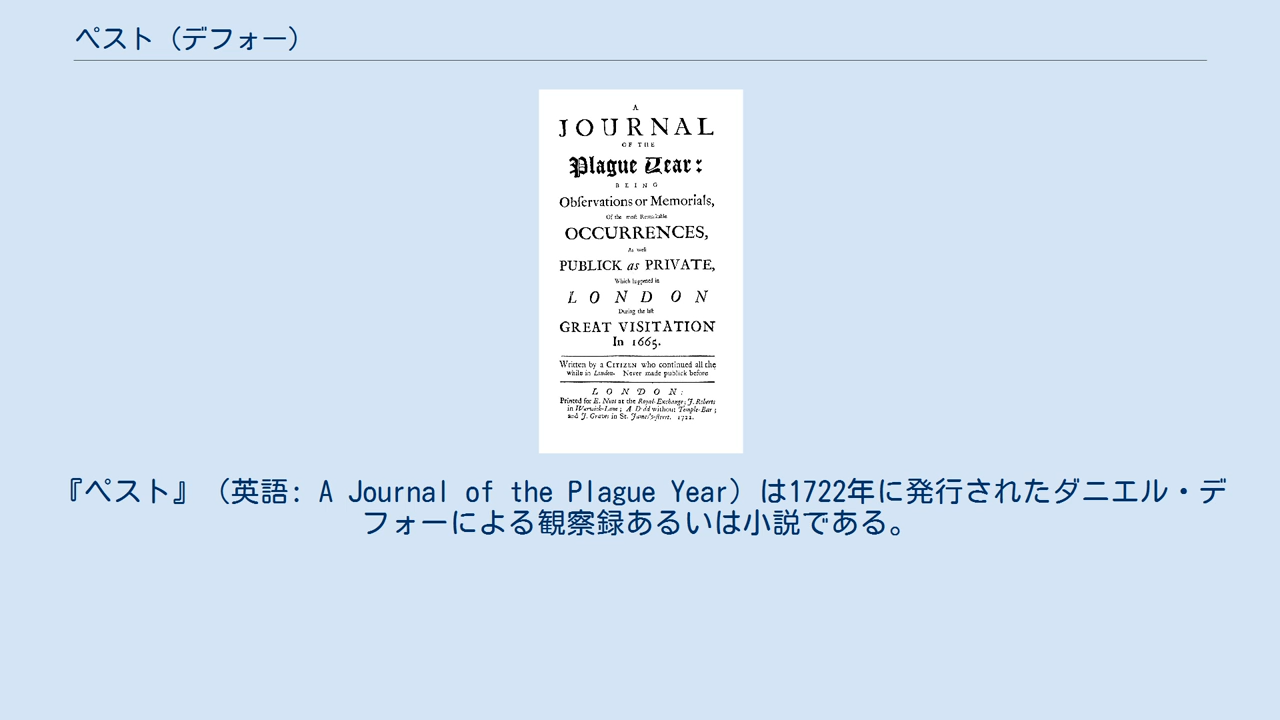 ペスト（デフォー）
A
JOURNAL
OF THE
Plague Year:
BEING
Obſervations or Memorials,
Of the moſt Remarkable
OCCURRENCES,
As well
PUBLICK as PRIVATE,
Which happened in
LONDON
During the laſt
GREAT VISITATION
In 1665.
Written by a CITIZEN who continued all the
while in London. Never made publick before
LONDON:
Printed for E. Nutt at the Royal-Exchange; J. Roberts
in Warwick-Lane; A. Dodd without Temple-Bar;
and J. Graves in St. James's-ſtreet. 1722.
『ペスト』（英語: A Journal of the Plague Year）は1722年に発行されたダニエル・デ
フォーによる観察録あるいは小説である。